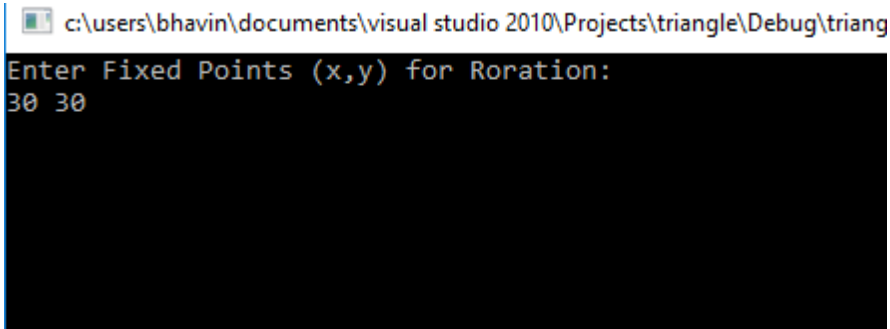 c:\users\bhavin\documents\visual studio 2010\Projects\triangle\Debug\triang
Enter Fixed Points (x,y) for Roration:
30 30